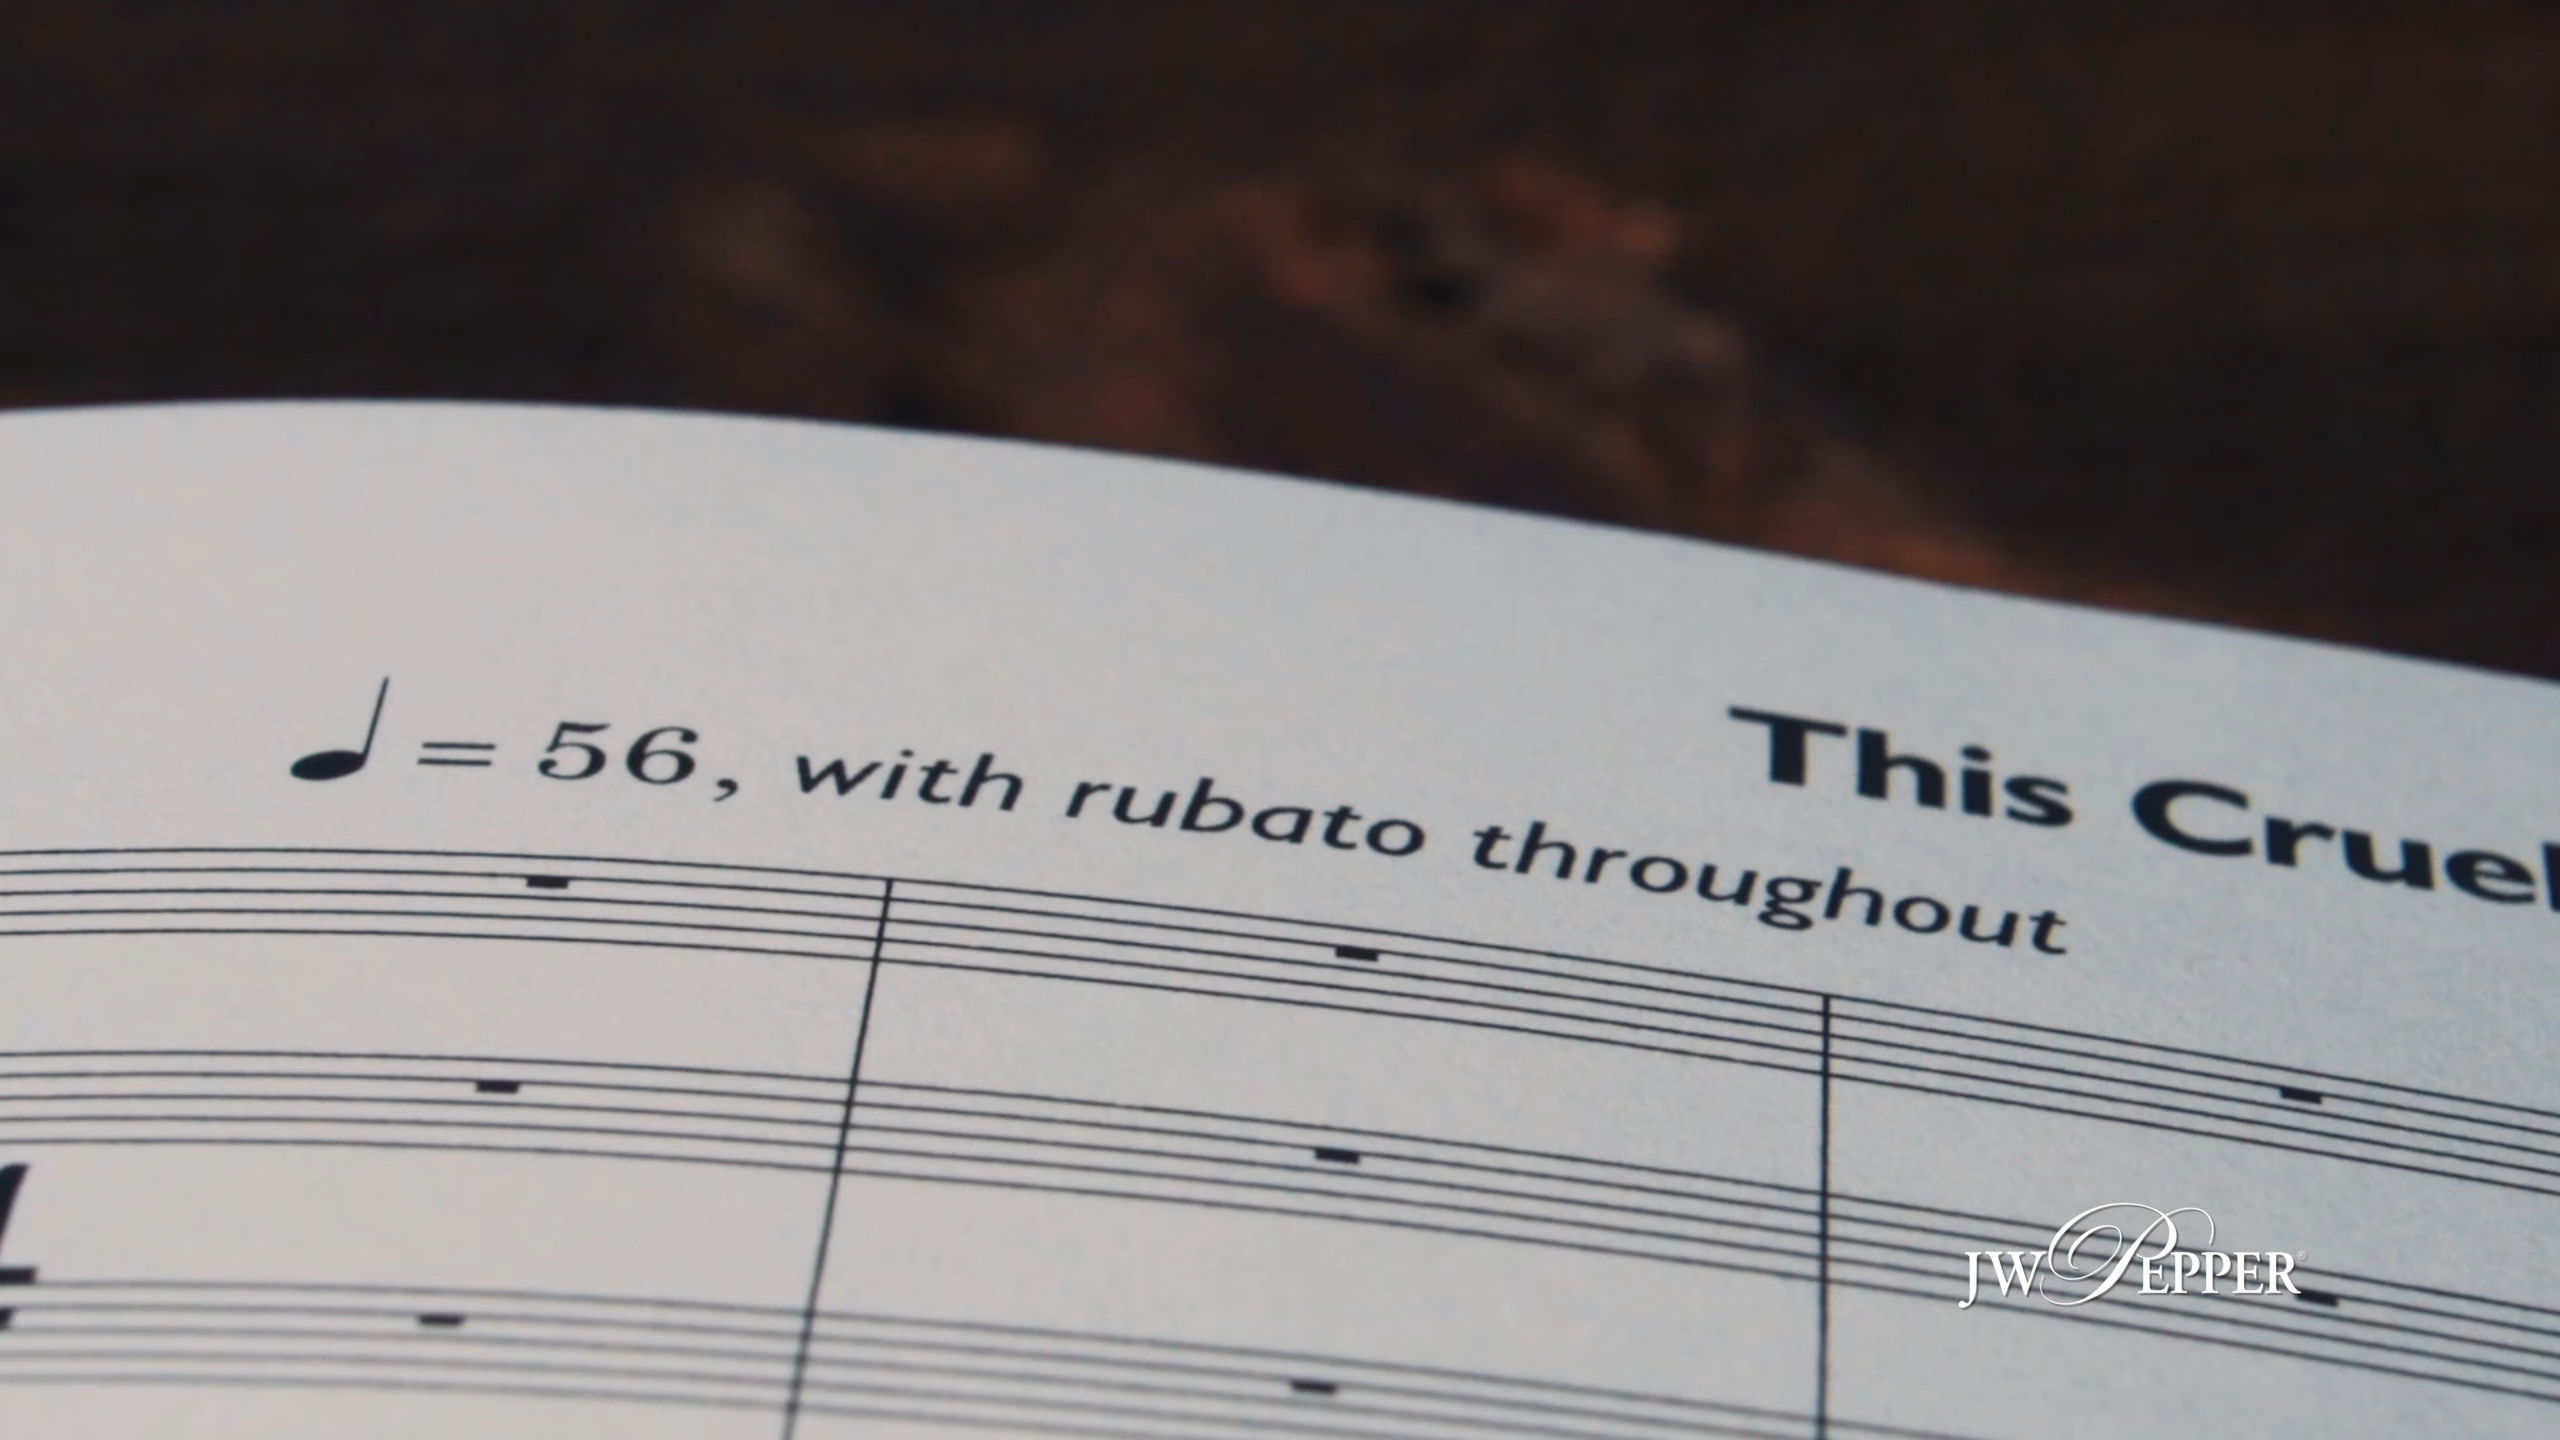 This Cruel
♩ = 56, with rubato throughout
JW PEPPER®